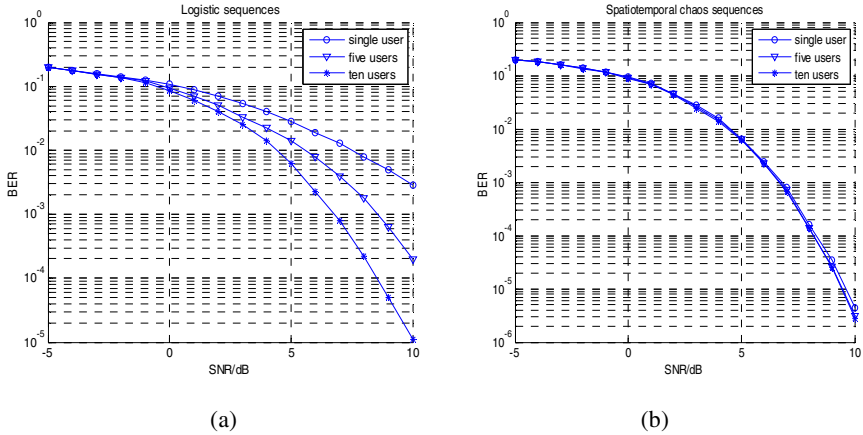 Logistic sequences
10^0
10^-1
10^-2
10^-3
10^-4
10^-5
BER
-5 0 5 10
SNR/dB
single user
five users
ten users
(a)
Spatiotemporal chaos sequences
10^0
10^-1
10^-2
10^-3
10^-4
10^-5
10^-6
BER
-5 0 5 10
SNR/dB
single user
five users
ten users
(b)